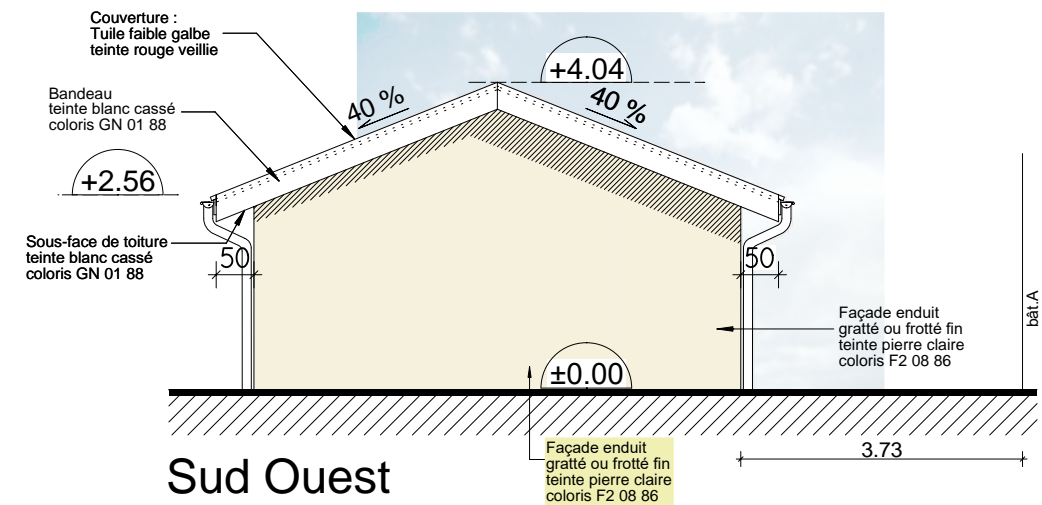 Couverture :
Tuile faible galbe
teinte rouge veillie
+4.04
40 %
40 %
Bandeau
teinte blanc cassé
coloris GN 01 88
+2.56
Sous-face de toiture
teinte blanc cassé
coloris GN 01 88
50
50
bât.A
Façade enduit
gratté ou frotté fin
teinte pierre claire
coloris F2 08 86
±0.00
Façade enduit
gratté ou frotté fin
teinte pierre claire
coloris F2 08 86
3.73
Sud Ouest